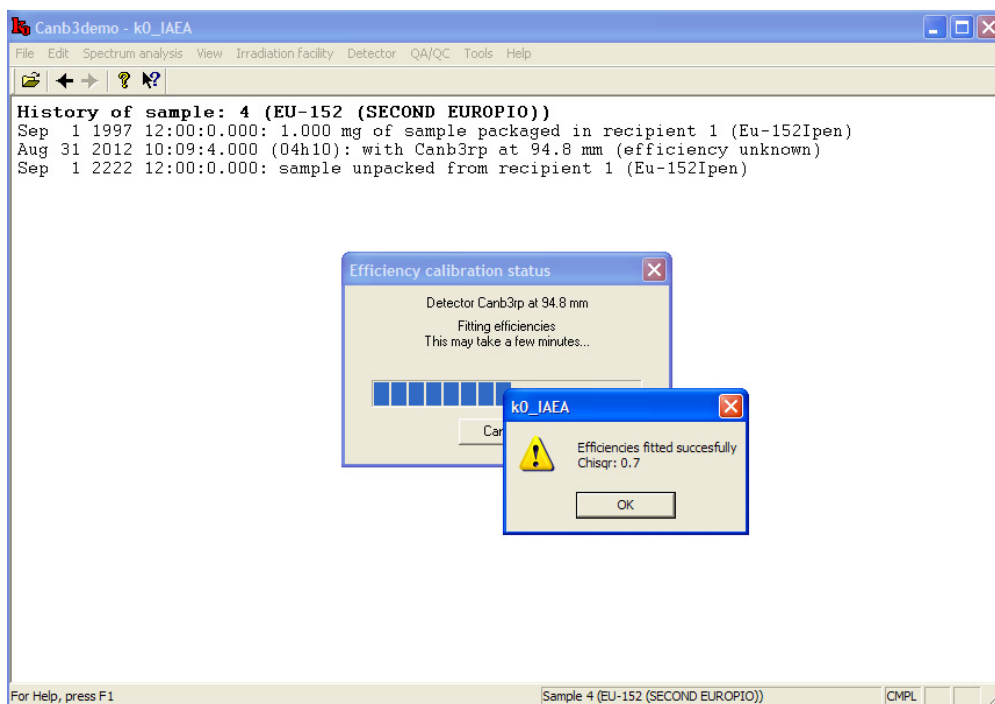 Canb3demo - k0_IAEA
File Edit Spectrum analysis View Irradiation facility Detector QA/QC Tools Help
History of sample: 4 (EU-152 (SECOND EUROPIO))
Sep 1 1997 12:00:0.000: 1.000 mg of sample packaged in recipient 1 (Eu-152Ipen)
Aug 31 2012 10:09:4.000 (04h10): with Canb3rp at 94.8 mm (efficiency unknown)
Sep 1 2222 12:00:0.000: sample unpacked from recipient 1 (Eu-152Ipen)
Efficiency calibration status
Detector Canb3rp at 94.8 mm
Fitting efficiencies
This may take a few minutes...
Car
k0_IAEA
Efficiencies fitted succesfully
Chisqr: 0.7
OK
For Help, press F1
Sample 4 (EU-152 (SECOND EUROPIO))
CMPL